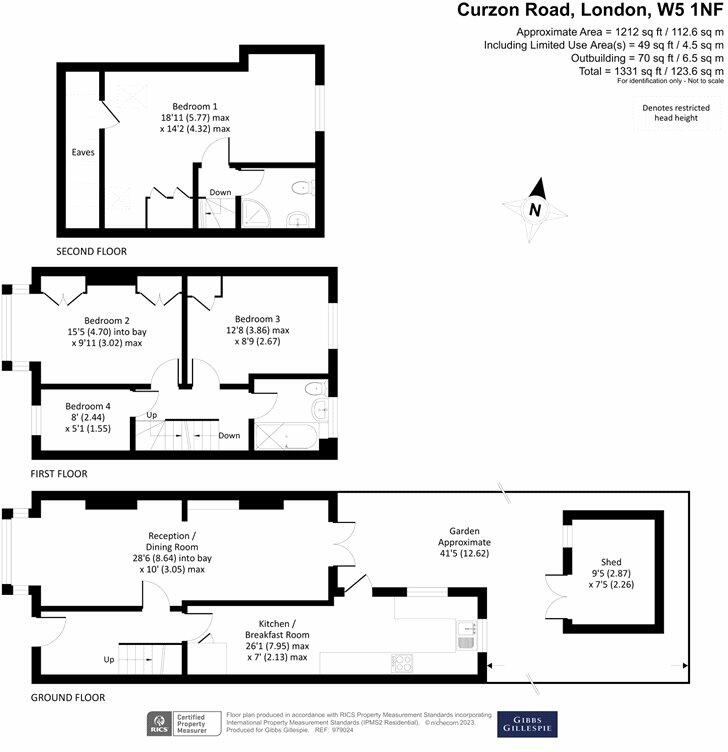 Curzon Road, London, W5 1NF
Approximate Area = 1212 sq ft / 112.6 sq m
Including Limited Use Area(s) = 49 sq ft / 4.5 sq m
Outbuilding = 70 sq ft / 6.5 sq m
Total = 1331 sq ft / 123.6 sq m
For identification only - Not to scale
Denotes restricted
head height
N
Bedroom 1
18'11 (5.77) max
x 14'2 (4.32) max
Eaves
Down
SECOND FLOOR
Bedroom 2
15'5 (4.70) into bay
x 9'11 (3.02) max
Bedroom 3
12'8 (3.86) max
x 8'9 (2.67)
Bedroom 4
8' (2.44)
x 5'1 (1.55)
Up
Down
FIRST FLOOR
Reception /
Dining Room
28'6 (8.64) into bay
x 10' (3.05) max
Garden
Approximate
41'5 (12.62)
Shed
9'5 (2.87)
x 7'5 (2.26)
Kitchen /
Breakfast Room
26'1 (7.95) max
x 7' (2.13) max
Up
GROUND FLOOR
RICS
Certified
Property
Measurer
Floor plan produced in accordance with RICS Property Measurement Standards incorporating
International Property Measurement Standards (IPMS2 Residential). © nichecom 2023.
Produced for Gibbs Gillespie. REF: 979024
GIBBS
GILLESPIE